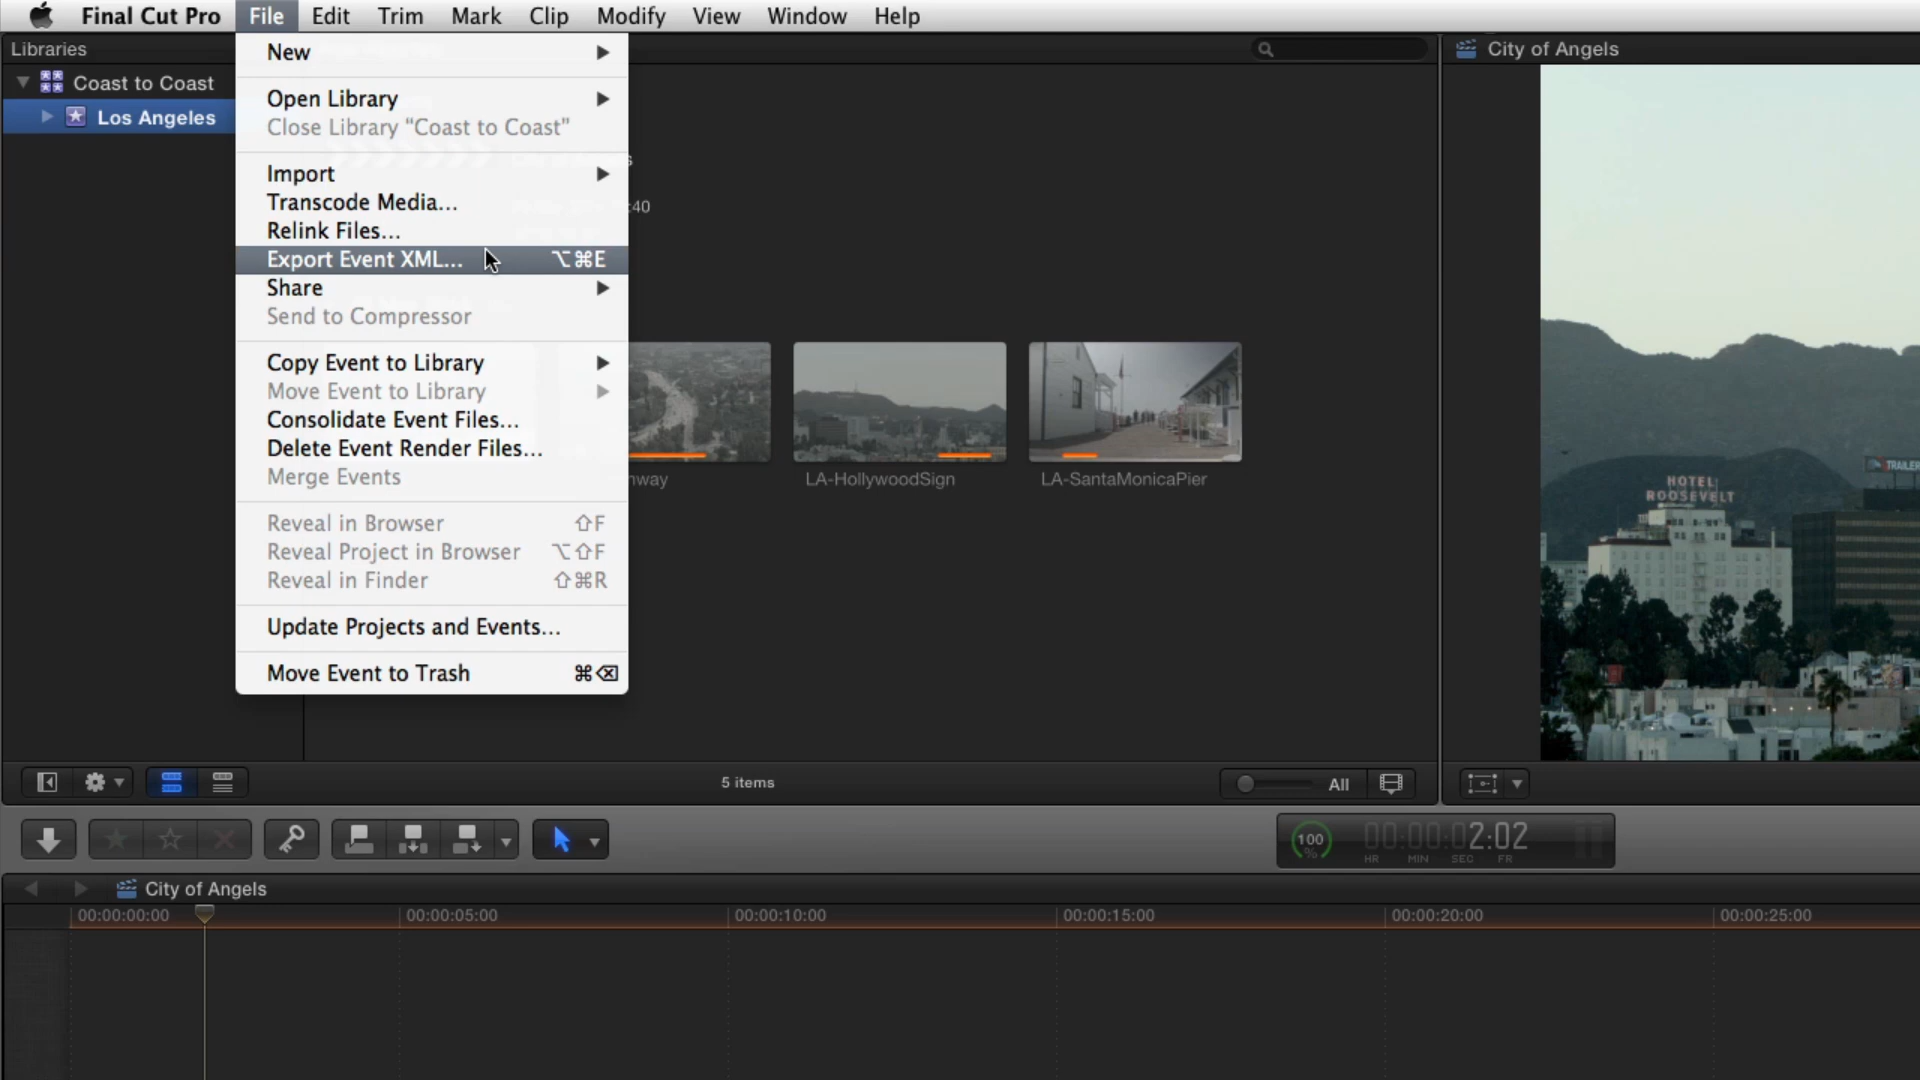 Final Cut Pro File Edit Trim Mark Clip Modify View Window Help
Libraries
City of Angels
Coast to Coast
Los Angeles
New
Open Library
Close Library "Coast to Coast"
Import
Transcode Media...
Relink Files...
Export Event XML... ⌥⌘E
Share
Send to Compressor
Copy Event to Library
Move Event to Library
Consolidate Event Files...
Delete Event Render Files...
Merge Events
Reveal in Browser ⇧F
Reveal Project in Browser ⌥⇧F
Reveal in Finder ⇧⌘R
Update Projects and Events...
Move Event to Trash ⌘⌫
:40
LA-HollywoodSign
LA-SantaMonicaPier
HOTEL
ROOSEVELT
TRAILER
5 items
All
100
%
00:00:02:02
HR MIN SEC FR
City of Angels
00:00:00:00 00:00:05:00 00:00:10:00 00:00:15:00 00:00:20:00 00:00:25:00